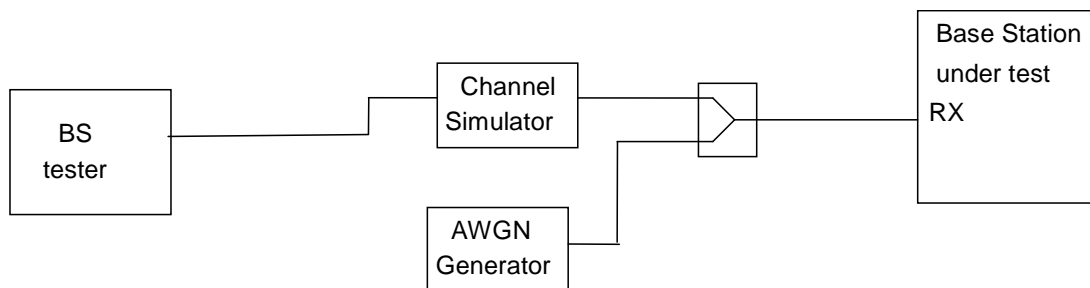 BS
tester
Channel
Simulator
AWGN
Generator
Base Station
under test
RX